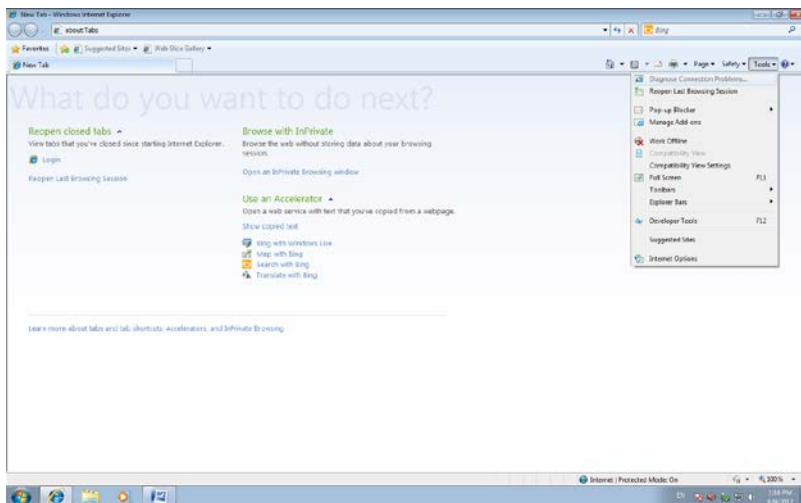 New Tab - Windows Internet Explorer
about:Tabs
Bing
Favorites Suggested Sites Web Slice Gallery
New Tab
Page Safety Tools
What do you want to do next?
Reopen closed tabs
View tabs that you've closed since starting Internet Explorer.
Login
Reopen Last Browsing Session
Browse with InPrivate
Browse the web without storing data about your browsing
session.
Open an InPrivate Browsing window
Use an Accelerator
Open a web service with text that you've copied from a webpage.
Show copied text
Blog with Windows Live
Map with Bing
Search with Bing
Translate with Bing
Learn more about tabs and tab shortcuts, Accelerators, and InPrivate Browsing.
Diagnose Connection Problems...
Reopen Last Browsing Session
Pop-up Blocker
Manage Add-ons
Work Offline
Compatibility View
Compatibility View Settings
Full Screen F11
Toolbars
Explorer Bars
Developer Tools F12
Suggested Sites
Internet Options
Internet | Protected Mode: On
100%
EN